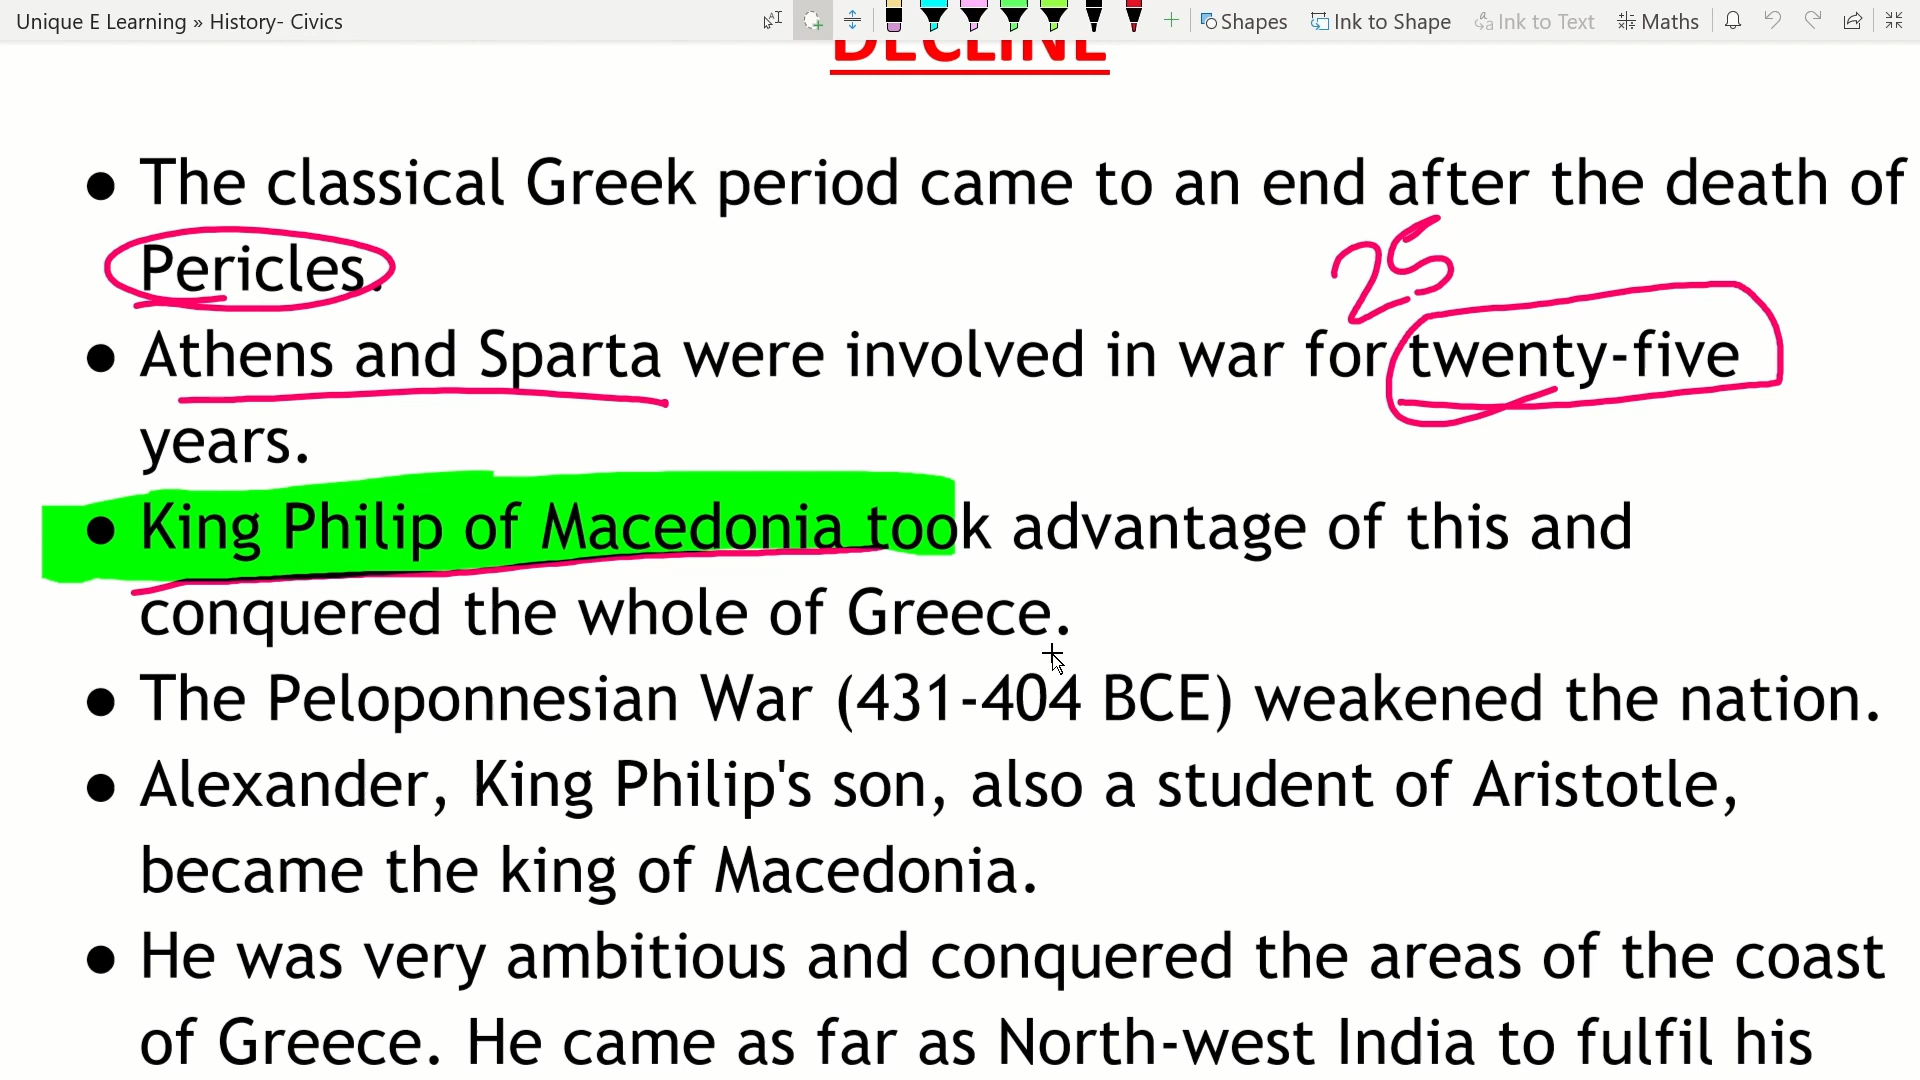 Unique E Learning » History- Civics
Shapes Ink to Shape Ink to Text Maths
DECLINE
● The classical Greek period came to an end after the death of
Pericles.
25
● Athens and Sparta were involved in war for twenty-five
years.
● King Philip of Macedonia took advantage of this and
conquered the whole of Greece.
● The Peloponnesian War (431-404 BCE) weakened the nation.
● Alexander, King Philip's son, also a student of Aristotle,
became the king of Macedonia.
● He was very ambitious and conquered the areas of the coast
of Greece. He came as far as North-west India to fulfil his